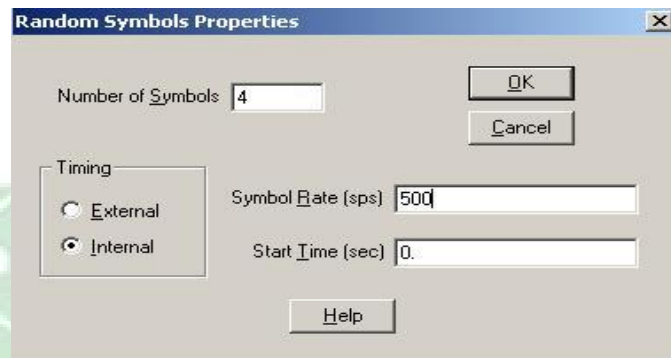 Random Symbols Properties
Number of Symbols 4
OK
Cancel
Timing
External
Internal
Symbol Rate (sps) 500
Start Time (sec) 0.
Help